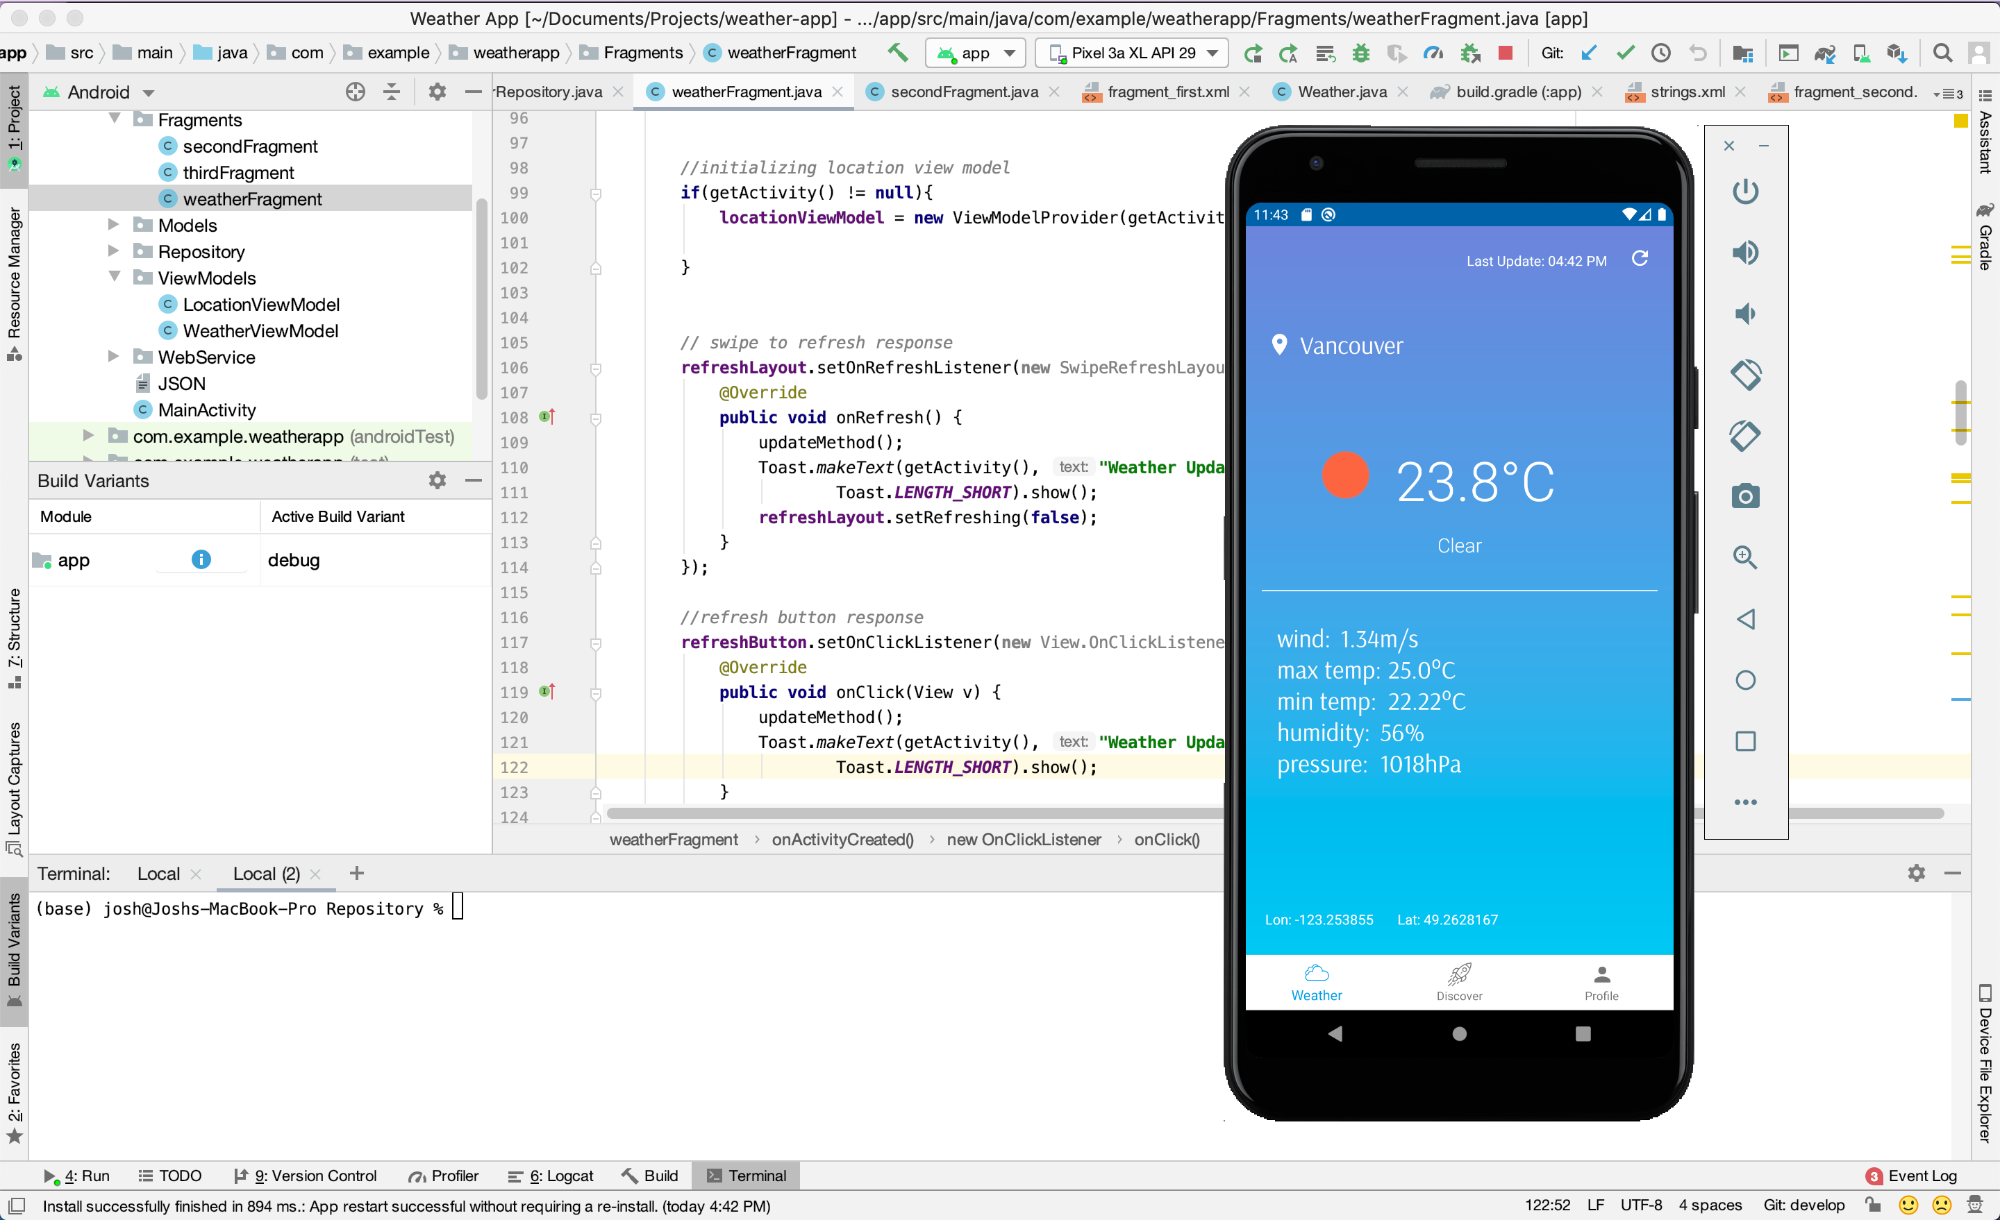 Weather App [~/Documents/Projects/weather-app] - .../app/src/main/java/com/example/weatherapp/Fragments/weatherFragment.java [app]
app src main java com example weatherapp Fragments weatherFragment app Pixel 3a XL API 29 Git:
Android
rRepository.java weatherFragment.java secondFragment.java fragment_first.xml Weather.java build.gradle (:app) strings.xml fragment_second. 3
1: Project
Resource Manager
7: Structure
Layout Captures
Build Variants
2: Favorites
Fragments
secondFragment
thirdFragment
weatherFragment
Models
Repository
ViewModels
LocationViewModel
WeatherViewModel
WebService
JSON
MainActivity
com.example.weatherapp (androidTest)
com.example.weatherapp (test)
Build Variants
Module Active Build Variant
app debug
96
97
98 //initializing location view model
99 if(getActivity() != null){
100 locationViewModel = new ViewModelProvider(getActivit
101
102 }
103
104
105 // swipe to refresh response
106 refreshLayout.setOnRefreshListener(new SwipeRefreshLayou
107 @Override
108 public void onRefresh() {
109 updateMethod();
110 Toast.makeText(getActivity(), text: "Weather Upda
111 Toast.LENGTH_SHORT).show();
112 refreshLayout.setRefreshing(false);
113 }
114 });
115
116 //refresh button response
117 refreshButton.setOnClickListener(new View.OnClickListene
118 @Override
119 public void onClick(View v) {
120 updateMethod();
121 Toast.makeText(getActivity(), text: "Weather Upda
122 Toast.LENGTH_SHORT).show();
123 }
124
weatherFragment › onActivityCreated() › new OnClickListener › onClick()
11:43
Last Update: 04:42 PM
Vancouver
23.8°C
Clear
wind: 1.34m/s
max temp: 25.0ºC
min temp: 22.22ºC
humidity: 56%
pressure: 1018hPa
Lon: -123.253855 Lat: 49.2628167
Weather Discover Profile
Assistant
Gradle
Device File Explorer
Terminal: Local Local (2) +
(base) josh@Joshs-MacBook-Pro Repository %
4: Run TODO 9: Version Control Profiler 6: Logcat Build Terminal 3 Event Log
Install successfully finished in 894 ms.: App restart successful without requiring a re-install. (today 4:42 PM) 122:52 LF UTF-8 4 spaces Git: develop